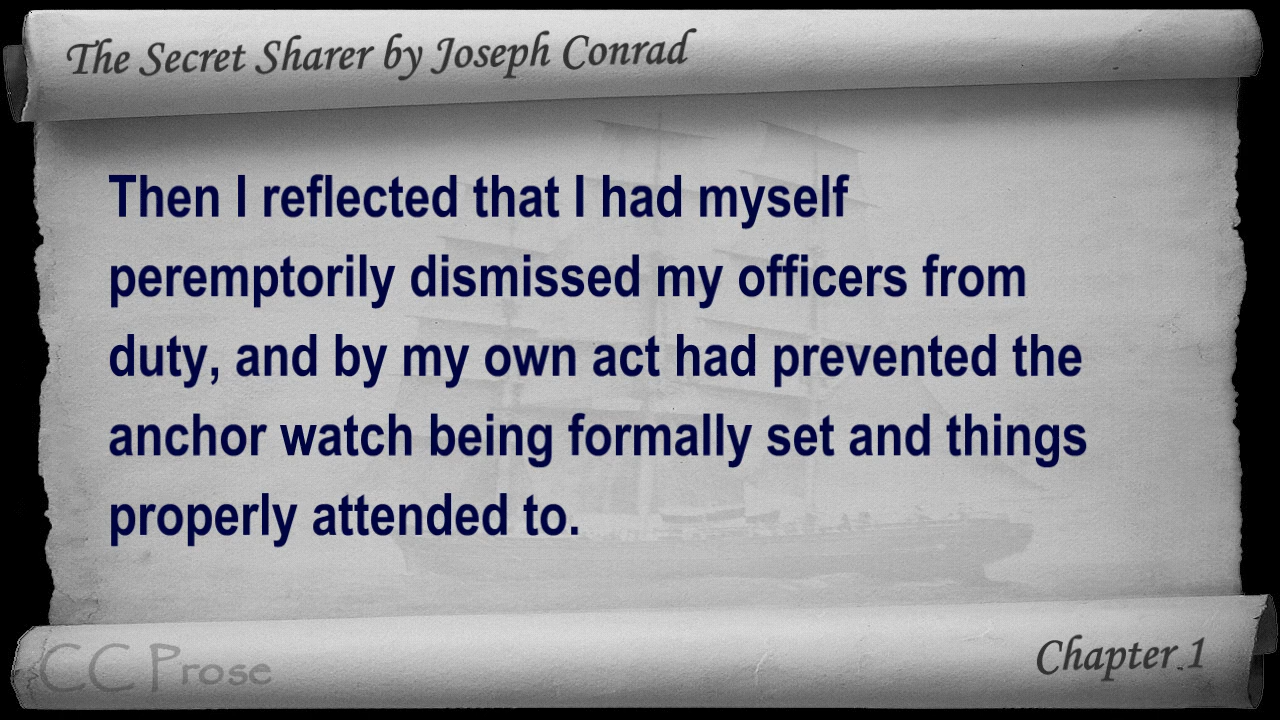 The Secret Sharer by Joseph Conrad
Then I reflected that I had myself
peremptorily dismissed my officers from
duty, and by my own act had prevented the
anchor watch being formally set and things
properly attended to.
CC Prose
Chapter 1